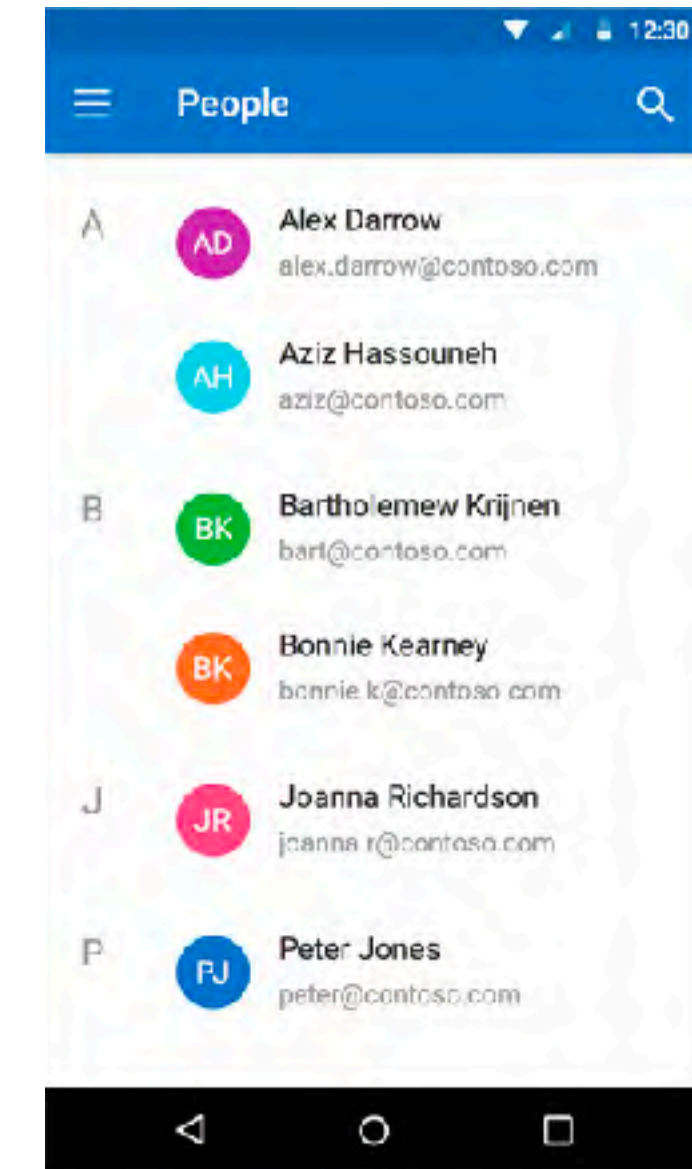 12:30
People
A
AD
Alex Darrow
alex.darrow@contoso.com
AH
Aziz Hassouneh
aziz@contoso.com
B
BK
Bartholemew Krijnen
bart@contoso.com
BK
Bonnie Kearney
bonnie.k@contoso.com
J
JR
Joanna Richardson
joanna.r@contoso.com
P
PJ
Peter Jones
peter@contoso.com